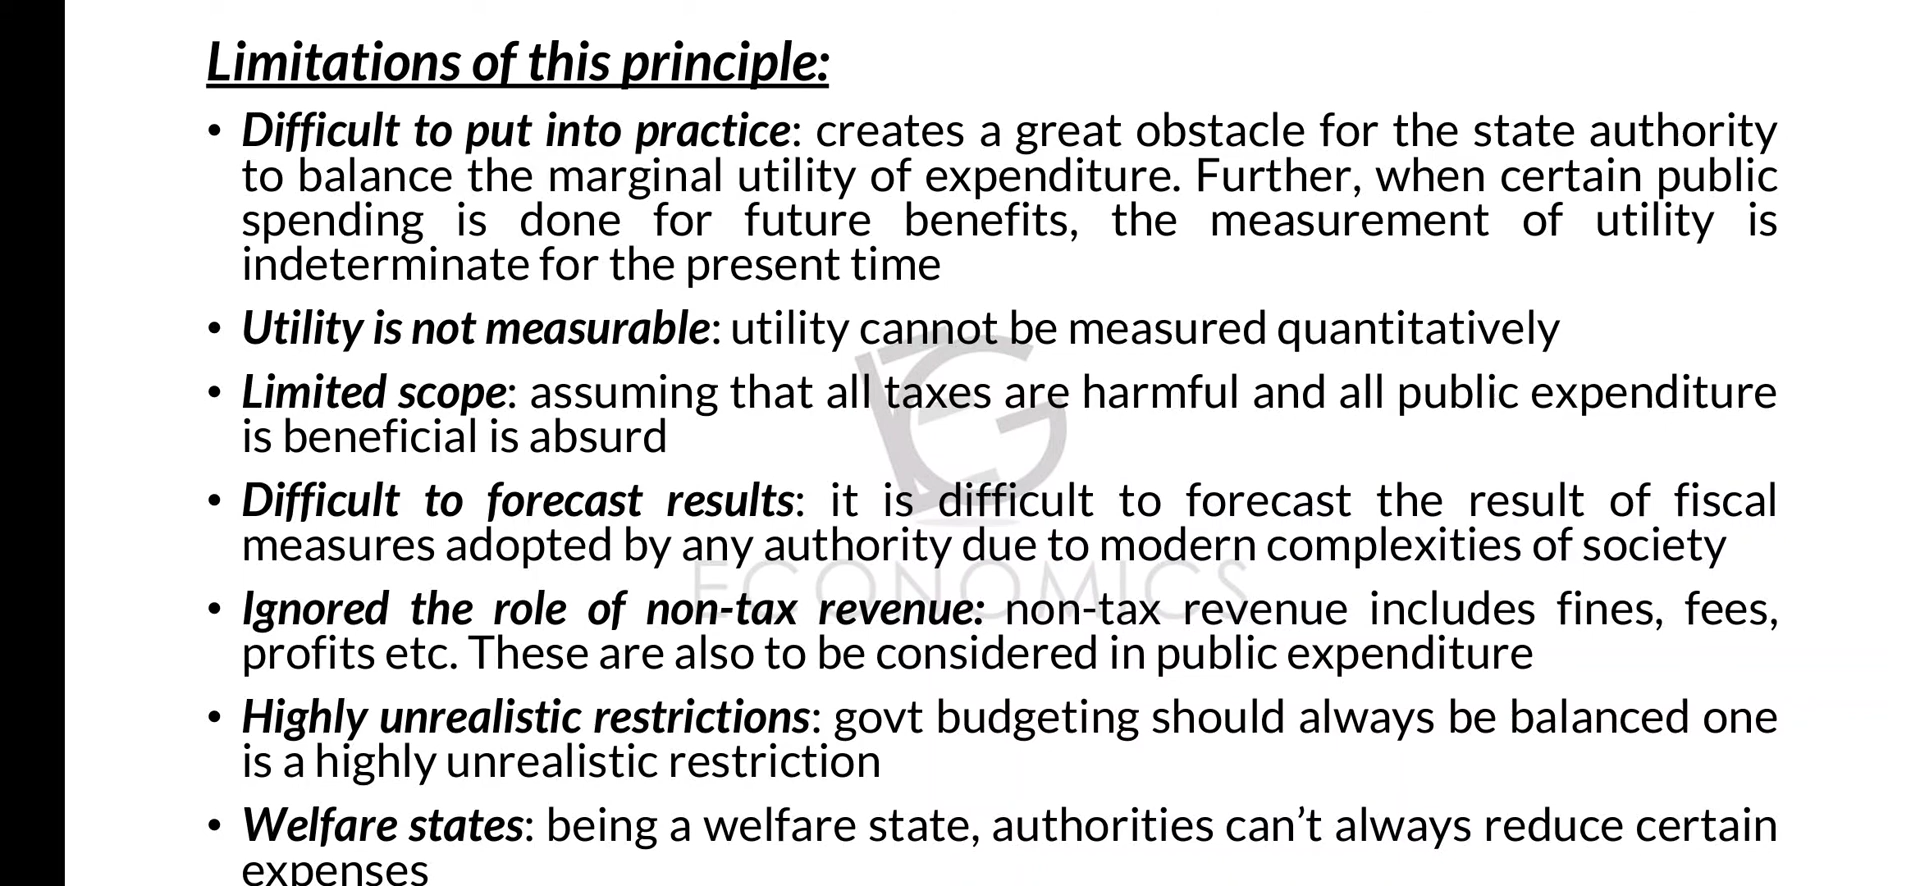 Limitations of this principle:
• Difficult to put into practice: creates a great obstacle for the state authority
to balance the marginal utility of expenditure. Further, when certain public
spending is done for future benefits, the measurement of utility is
indeterminate for the present time
• Utility is not measurable: utility cannot be measured quantitatively
• Limited scope: assuming that all taxes are harmful and all public expenditure
is beneficial is absurd
• Difficult to forecast results: it is difficult to forecast the result of fiscal
measures adopted by any authority due to modern complexities of society
ECONOMICS
• Ignored the role of non-tax revenue: non-tax revenue includes fines, fees,
profits etc. These are also to be considered in public expenditure
• Highly unrealistic restrictions: govt budgeting should always be balanced one
is a highly unrealistic restriction
• Welfare states: being a welfare state, authorities can’t always reduce certain
expenses